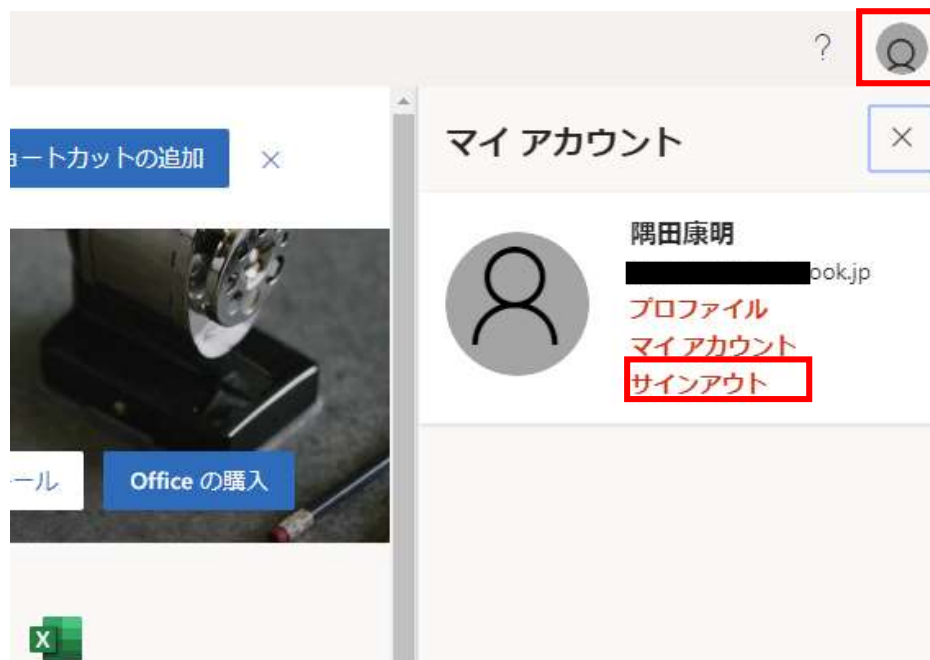 ?
ョートカットの追加
マイ アカウント
隅田康明
ook.jp
プロファイル
マイ アカウント
サインアウト
ール
Office の購入
X